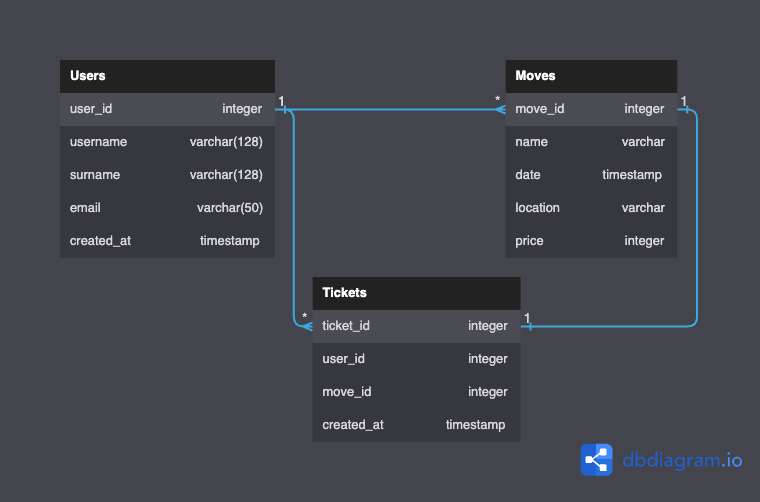 Users
user_id integer
username varchar(128)
surname varchar(128)
email varchar(50)
created_at timestamp
1
*
Moves
move_id integer
name varchar
date timestamp
location varchar
price integer
1
*
Tickets
ticket_id integer
user_id integer
move_id integer
created_at timestamp
1
dbdiagram.io